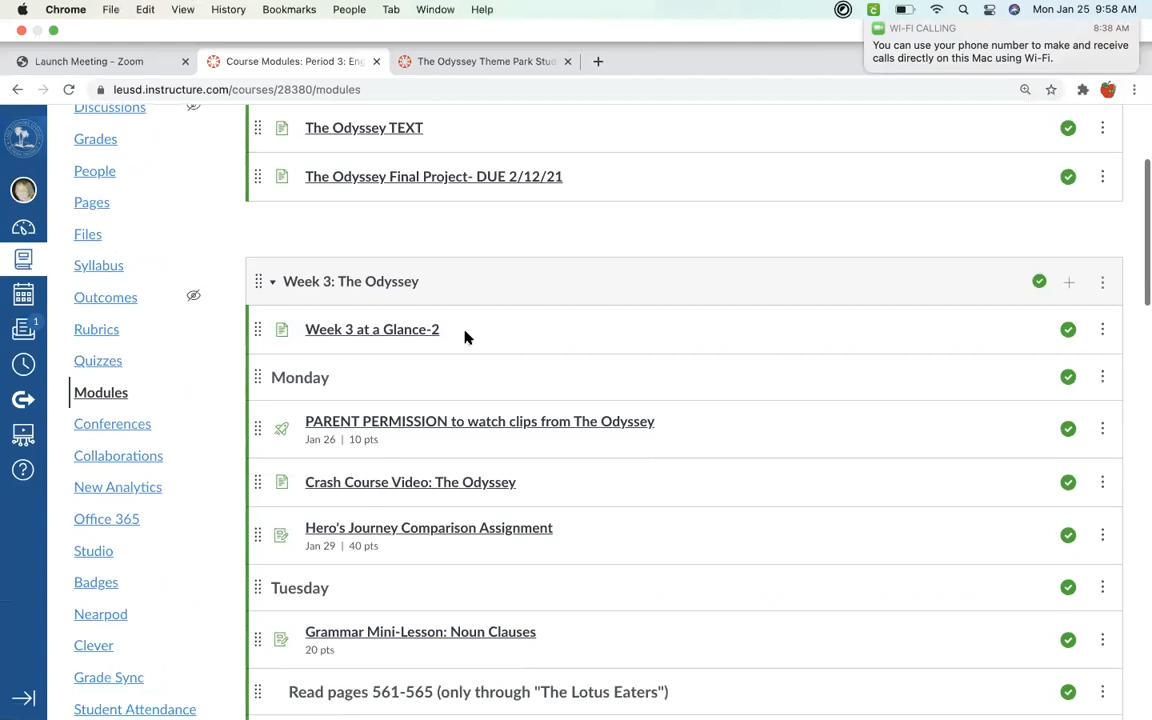 Chrome File Edit View History Bookmarks People Tab Window Help Mon Jan 25 9:58 AM
WI-FI CALLING 8:38 AM
You can use your phone number to make and receive
calls directly on this Mac using Wi-Fi.
Launch Meeting - Zoom
Course Modules: Period 3: Eng
The Odyssey Theme Park Stud
leusd.instructure.com/courses/28380/modules
Discussions
Grades
People
Pages
Files
Syllabus
Outcomes
Rubrics
Quizzes
Modules
Conferences
Collaborations
New Analytics
Office 365
Studio
Badges
Nearpod
Clever
Grade Sync
Student Attendance
1
The Odyssey TEXT
The Odyssey Final Project- DUE 2/12/21
Week 3: The Odyssey
Week 3 at a Glance-2
Monday
PARENT PERMISSION to watch clips from The Odyssey
Jan 26 | 10 pts
Crash Course Video: The Odyssey
Hero's Journey Comparison Assignment
Jan 29 | 40 pts
Tuesday
Grammar Mini-Lesson: Noun Clauses
20 pts
Read pages 561-565 (only through "The Lotus Eaters")